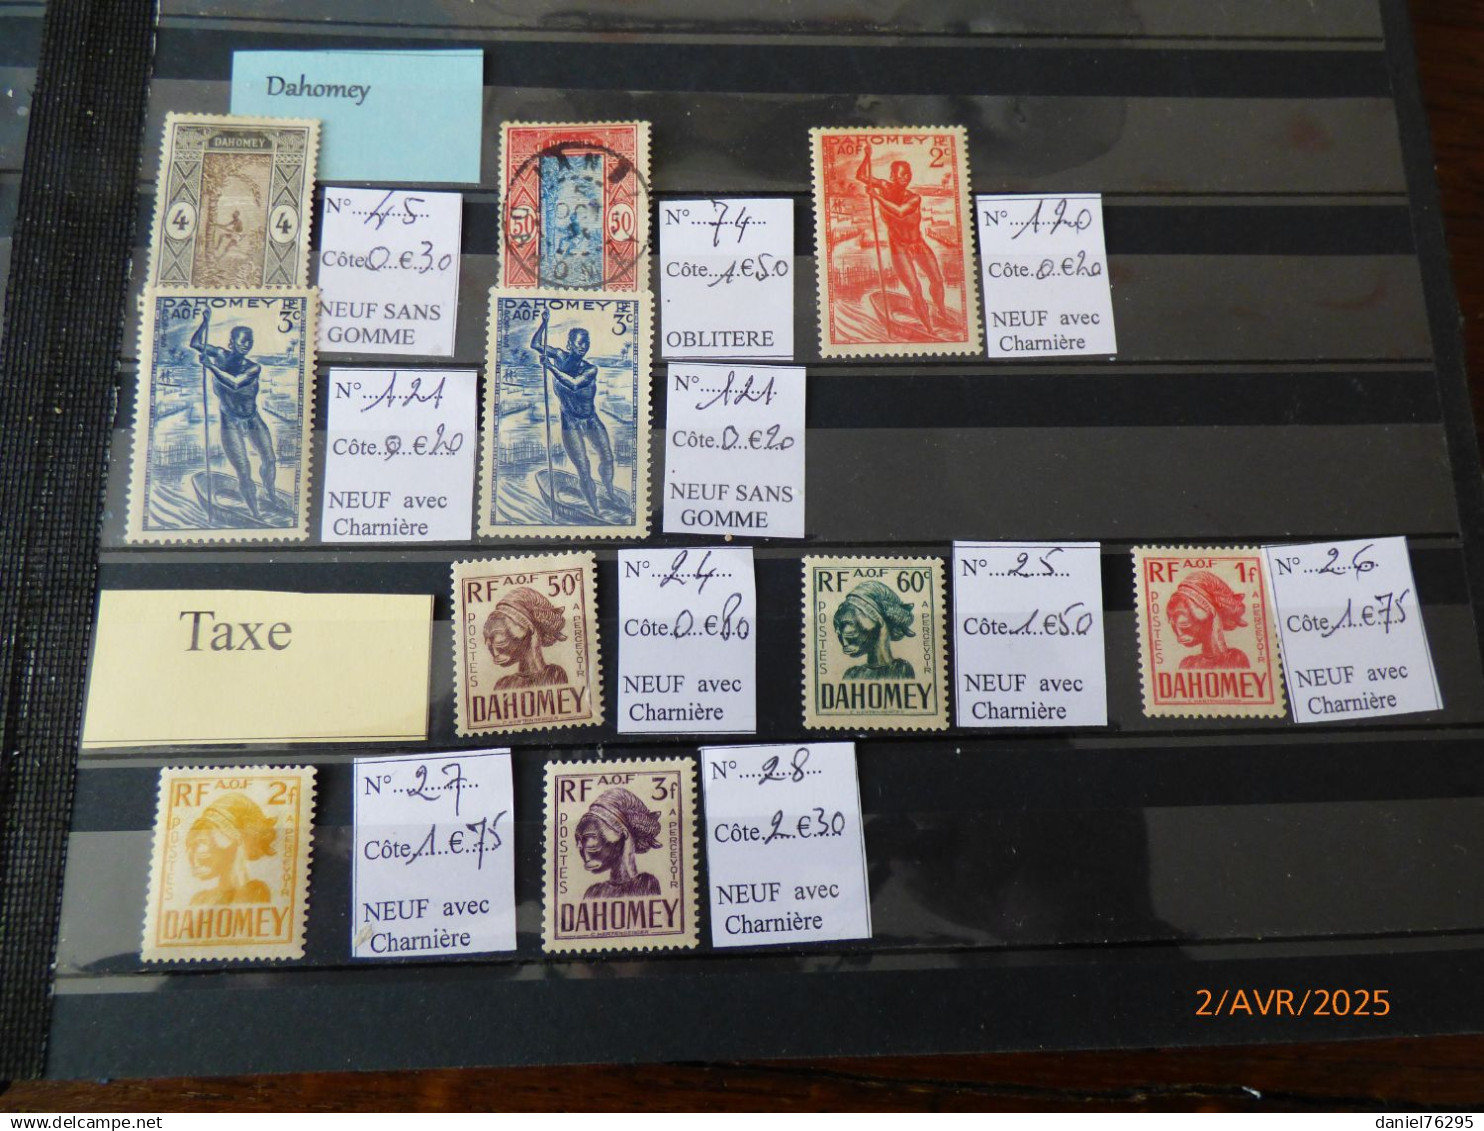 Dahomey
DAHOMEY
4 4
N°.45
Côte 0.€30
NEUF SANS
GOMME
50 50
N°.74
Côte.1€50
OBLITERE
DAHOMEY RF
AOF 2c
N°.120
Côte.0€20
NEUF avec
Charnière
DAHOMEY RF
AOF 3c
N°.121
Côte.0€20
NEUF avec
Charnière
DAHOMEY RF
AOF 3c
N°.121
Côte.0€20
NEUF SANS
GOMME
Taxe
RF A.O.F 50c
POSTES
A PERCEVOIR
DAHOMEY
N°.24
Côte.0€80
NEUF avec
Charnière
RF A.O.F 60c
POSTES
A PERCEVOIR
DAHOMEY
N°.25
Côte.1€50
NEUF avec
Charnière
RF A.O.F 1f
POSTES
A PERCEVOIR
DAHOMEY
N°.26
Côte.1€75
NEUF avec
Charnière
RF A.O.F 2f
POSTES
A PERCEVOIR
DAHOMEY
N°.27
Côte.1.€75
NEUF avec
Charnière
RF A.O.F 3f
POSTES
A PERCEVOIR
DAHOMEY
N°.28
Côte.2.€30
NEUF avec
Charnière
2/AVR/2025
daniel76295